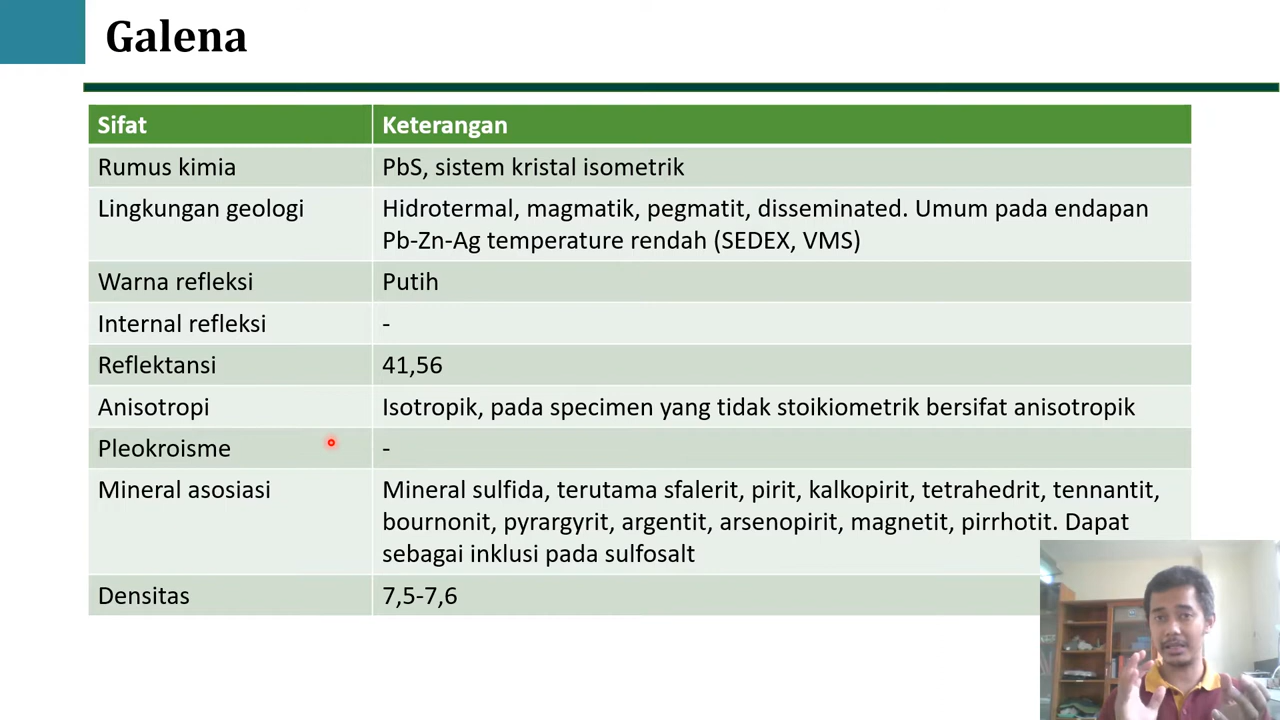 Galena
Sifat Keterangan
Rumus kimia PbS, sistem kristal isometrik
Lingkungan geologi Hidrotermal, magmatik, pegmatit, disseminated. Umum pada endapan
Pb-Zn-Ag temperature rendah (SEDEX, VMS)
Warna refleksi Putih
Internal refleksi -
Reflektansi 41,56
Anisotropi Isotropik, pada specimen yang tidak stoikiometrik bersifat anisotropik
Pleokroisme -
Mineral asosiasi Mineral sulfida, terutama sfalerit, pirit, kalkopirit, tetrahedrit, tennantit,
bournonit, pyrargyrit, argentit, arsenopirit, magnetit, pirrhotit. Dapat
sebagai inklusi pada sulfosalt
Densitas 7,5-7,6